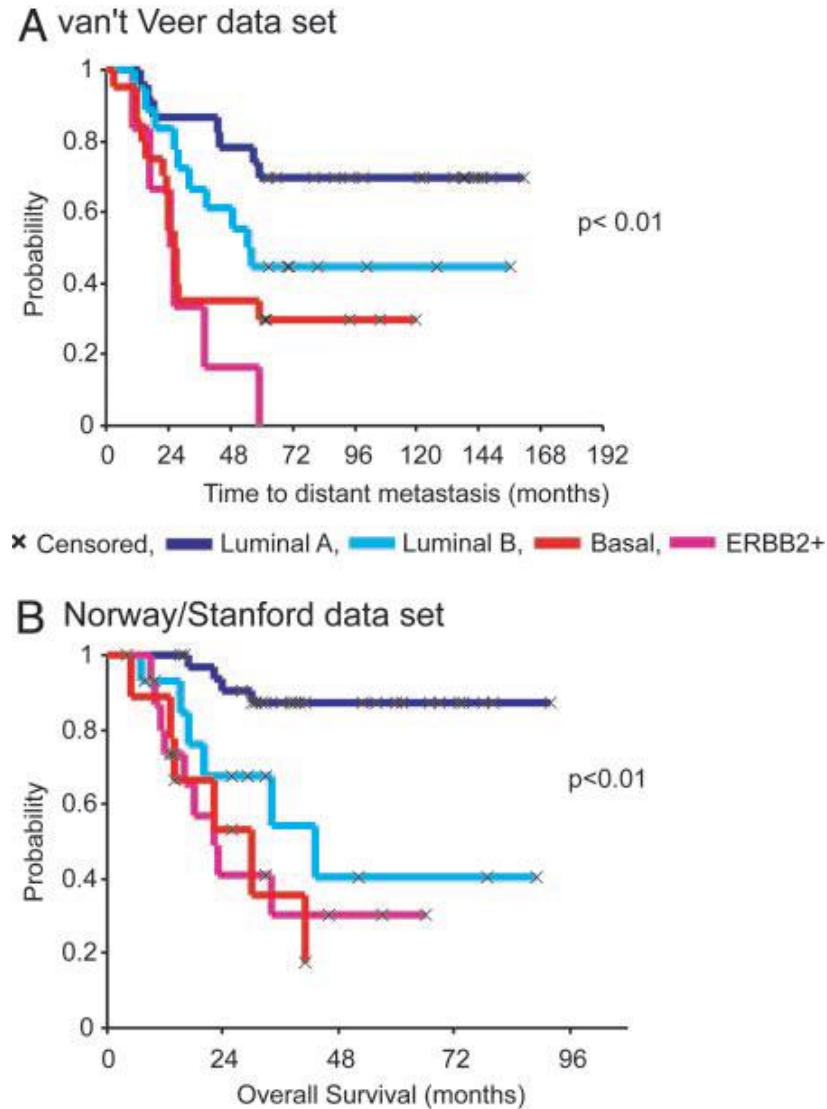 A van't Veer data set
1
0.8
0.6
0.4
0.2
0
Probability
p< 0.01
0 24 48 72 96 120 144 168 192
Time to distant metastasis (months)
× Censored, Luminal A, Luminal B, Basal, ERBB2+
B Norway/Stanford data set
1
0.8
0.6
0.4
0.2
0
Probability
p<0.01
0 24 48 72 96
Overall Survival (months)